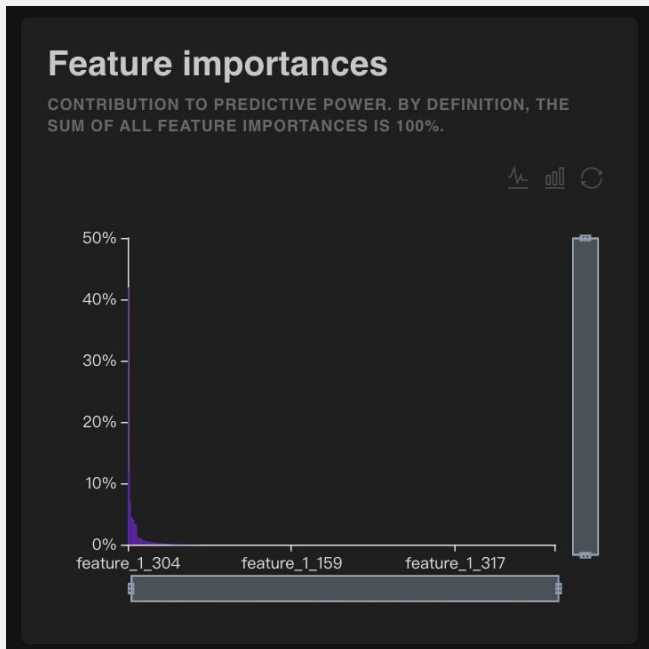 Feature importances
CONTRIBUTION TO PREDICTIVE POWER. BY DEFINITION, THE
SUM OF ALL FEATURE IMPORTANCES IS 100%.
50%
40%
30%
20%
10%
0%
feature_1_304 feature_1_159 feature_1_317